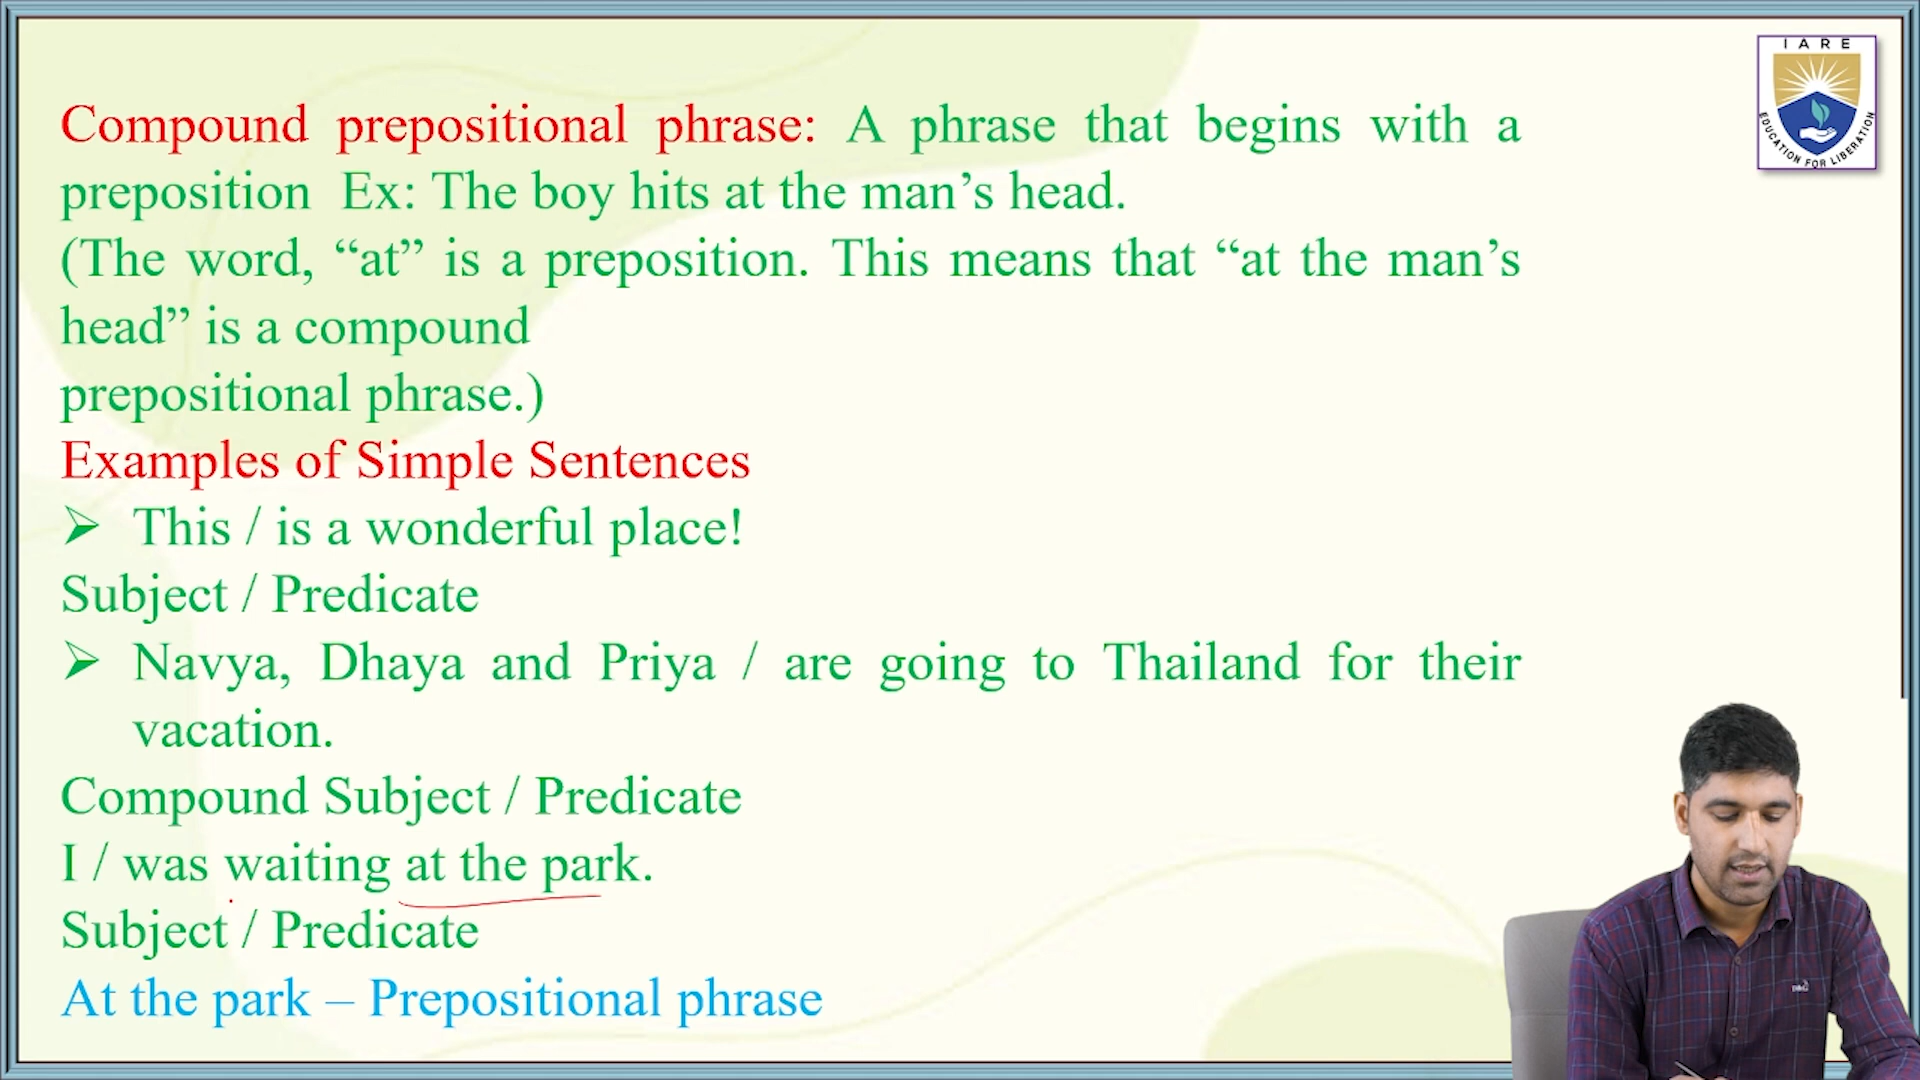 IARE
EDUCATION FOR LIBERATION
Compound prepositional phrase: A phrase that begins with a
preposition Ex: The boy hits at the man’s head.
(The word, “at” is a preposition. This means that “at the man’s
head” is a compound
prepositional phrase.)
Examples of Simple Sentences
➢ This / is a wonderful place!
Subject / Predicate
➢ Navya, Dhaya and Priya / are going to Thailand for their
vacation.
Compound Subject / Predicate
I / was waiting at the park.
Subject / Predicate
At the park – Prepositional phrase